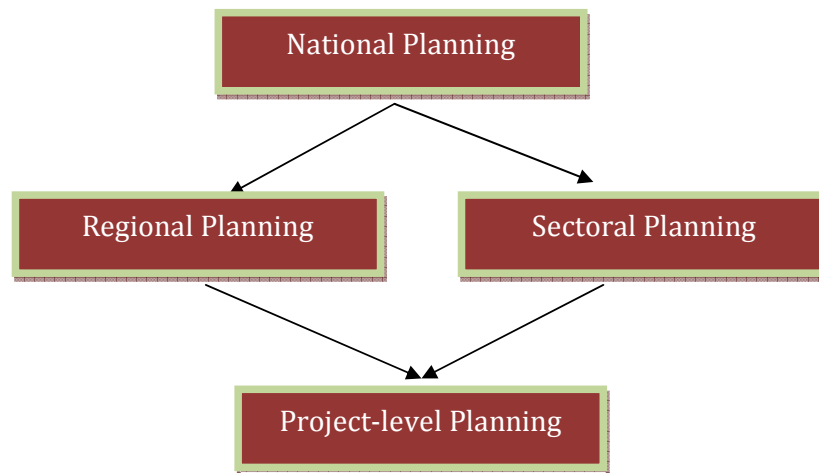 National Planning
Regional Planning
Sectoral Planning
Project-level Planning